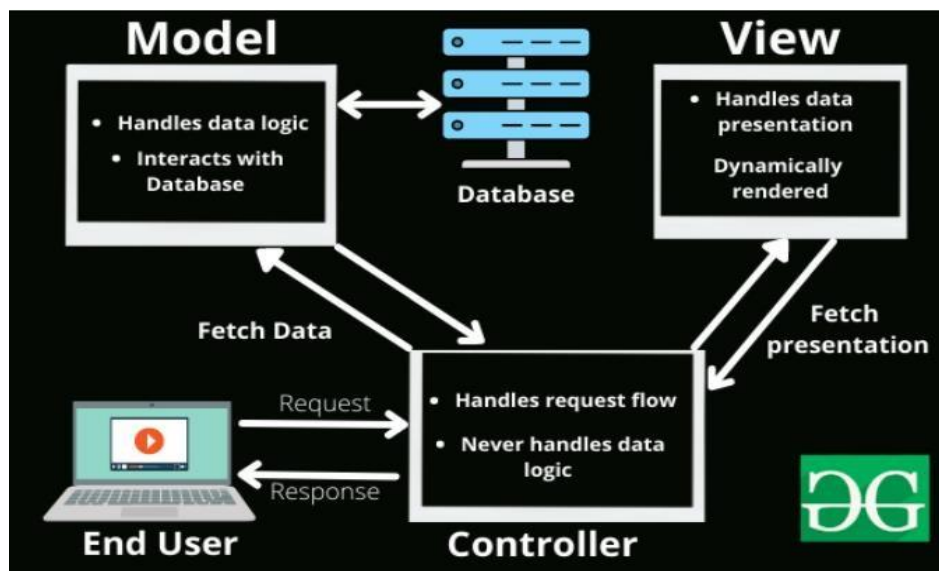 Model
• Handles data logic
• Interacts with
Database
Database
View
• Handles data
presentation
Dynamically
rendered
Fetch Data
Fetch
presentation
Request
Response
• Handles request flow
• Never handles data
logic
End User
Controller